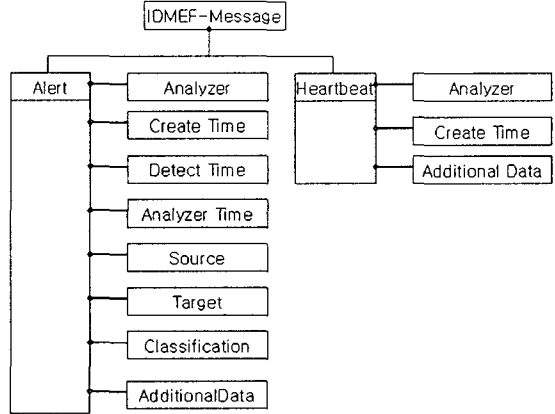 IDMEF-Message
Alert
Analyzer
Create Time
Detect Time
Analyzer Time
Source
Target
Classification
AdditionalData
Heartbeat
Analyzer
Create Time
Additional Data